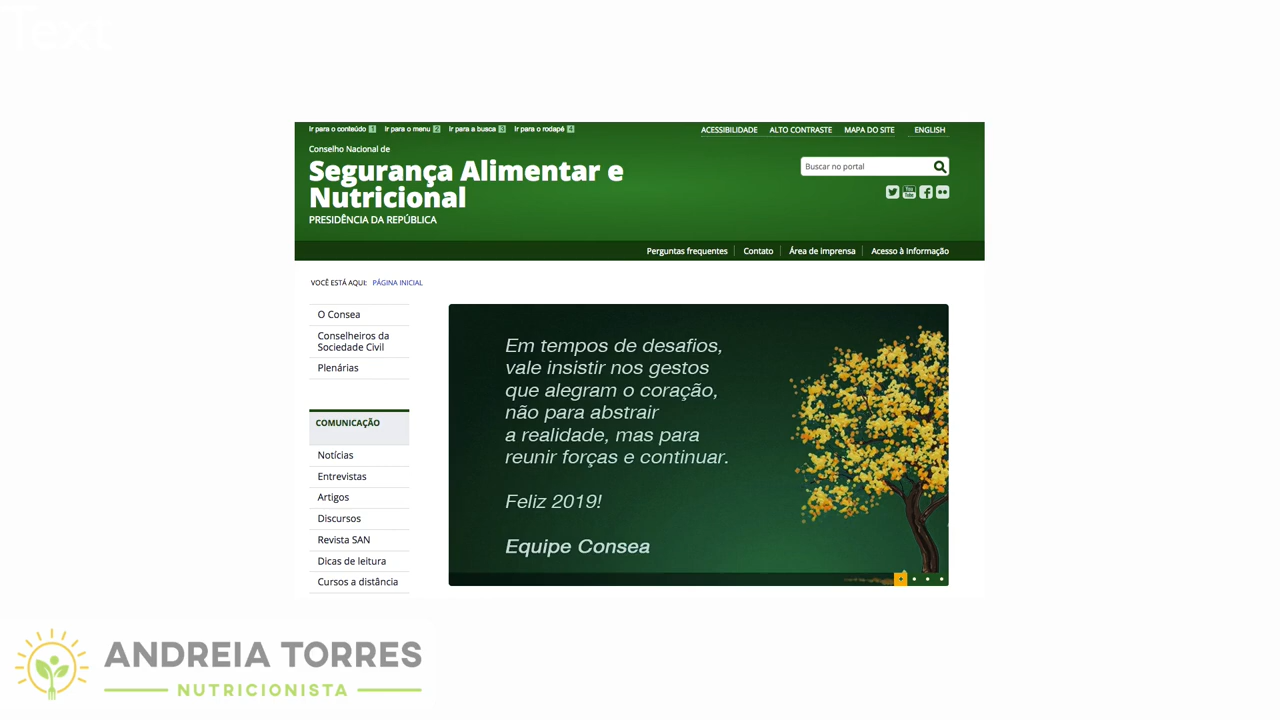 Text
Ir para o conteúdo 1 Ir para o menu 2 Ir para a busca 3 Ir para o rodapé 4
ACESSIBILIDADE ALTO CONTRASTE MAPA DO SITE ENGLISH
Conselho Nacional de
Segurança Alimentar e
Nutricional
PRESIDÊNCIA DA REPÚBLICA
Buscar no portal
You Tube
Perguntas frequentes Contato Área de imprensa Acesso à Informação
VOCÊ ESTÁ AQUI: PÁGINA INICIAL
O Consea
Conselheiros da
Sociedade Civil
Plenárias
COMUNICAÇÃO
Notícias
Entrevistas
Artigos
Discursos
Revista SAN
Dicas de leitura
Cursos a distância
Em tempos de desafios,
vale insistir nos gestos
que alegram o coração,
não para abstrair
a realidade, mas para
reunir forças e continuar.
Feliz 2019!
Equipe Consea
ANDREIA TORRES
NUTRICIONISTA